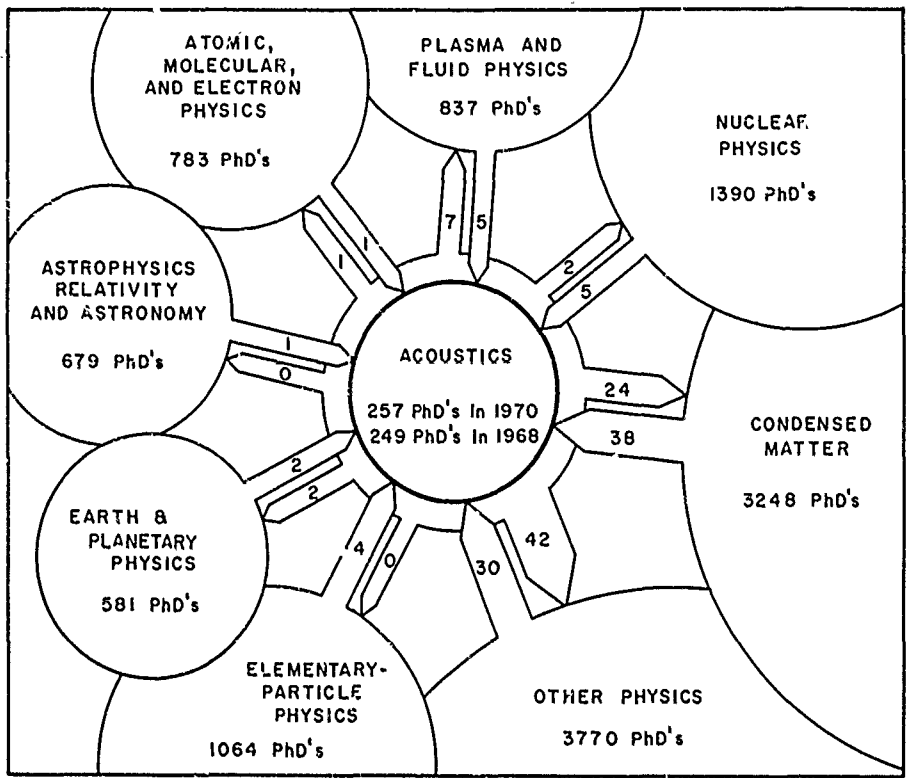 ATOMIC,
MOLECULAR,
AND ELECTRON
PHYSICS
783 PhD's
PLASMA AND
FLUID PHYSICS
837 PhD's
NUCLEAR
PHYSICS
1390 PhD's
ASTROPHYSICS
RELATIVITY
AND ASTRONOMY
679 PhD's
ACOUSTICS
257 PhD's In 1970
249 PhD's In 1968
CONDENSED
MATTER
3248 PhD's
EARTH &
PLANETARY
PHYSICS
581 PhD's
ELEMENTARY-
PARTICLE
PHYSICS
1064 PhD's
OTHER PHYSICS
3770 PhD's
1
1
7
5
2
5
1
0
24
38
2
2
4
0
30
42